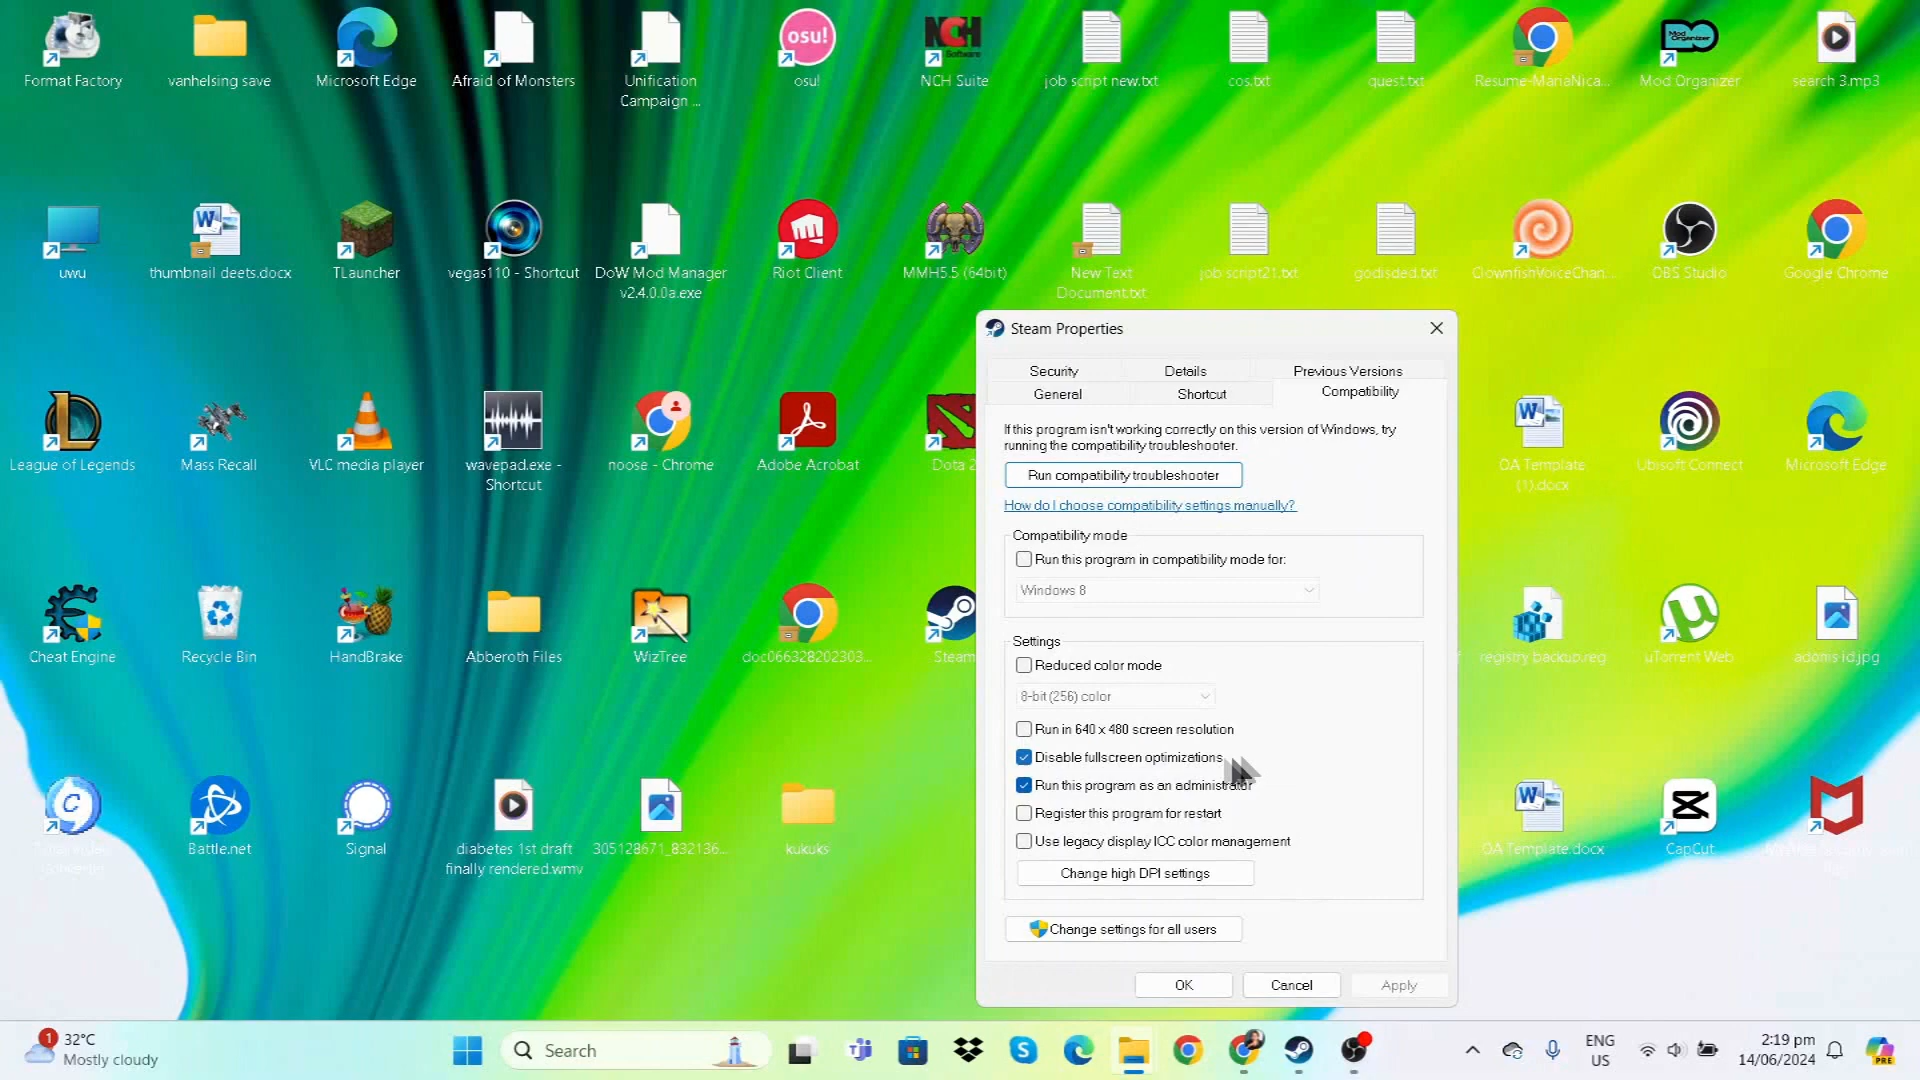 Format Factory
vanhelsing save
Microsoft Edge
Afraid of Monsters
Unification
Campaign ...
osu!
osu!
NCH
Software
NCH Suite
job script new.txt
cos.txt
quest.txt
Resume-MariaNica...
Mod Organizer
search 3.mp3
uwu
thumbnail deets.docx
TLauncher
vegas110 - Shortcut
DoW Mod Manager
v2.4.0.0a.exe
Riot Client
MMH5.5 (64bit)
New Text
Document.txt
job script21.txt
godisded.txt
ClownfishVoiceChan...
OBS Studio
Google Chrome
League of Legends
Mass Recall
VLC media player
wavepad.exe -
Shortcut
noose - Chrome
Adobe Acrobat
Dota 2
OA Template
(1).docx
Ubisoft Connect
Microsoft Edge
Cheat Engine
Recycle Bin
HandBrake
Abberoth Files
WizTree
doc066328202303...
Steam
registry backup.reg
uTorrent Web
adonis id.jpg
Battle.net
Signal
diabetes 1st draft
finally rendered.wmv
305128671_832136...
kukuks
OA Template.docx
CapCut
Steam Properties
Security
Details
Previous Versions
General
Shortcut
Compatibility
If this program isn't working correctly on this version of Windows, try
running the compatibility troubleshooter.
Run compatibility troubleshooter
How do I choose compatibility settings manually?
Compatibility mode
Run this program in compatibility mode for:
Windows 8
Settings
Reduced color mode
8-bit (256) color
Run in 640 x 480 screen resolution
Disable fullscreen optimizations
Run this program as an administrator
Register this program for restart
Use legacy display ICC color management
Change high DPI settings
Change settings for all users
OK
Cancel
Apply
1
32°C
Mostly cloudy
Search
ENG
US
2:19 pm
14/06/2024
PRE